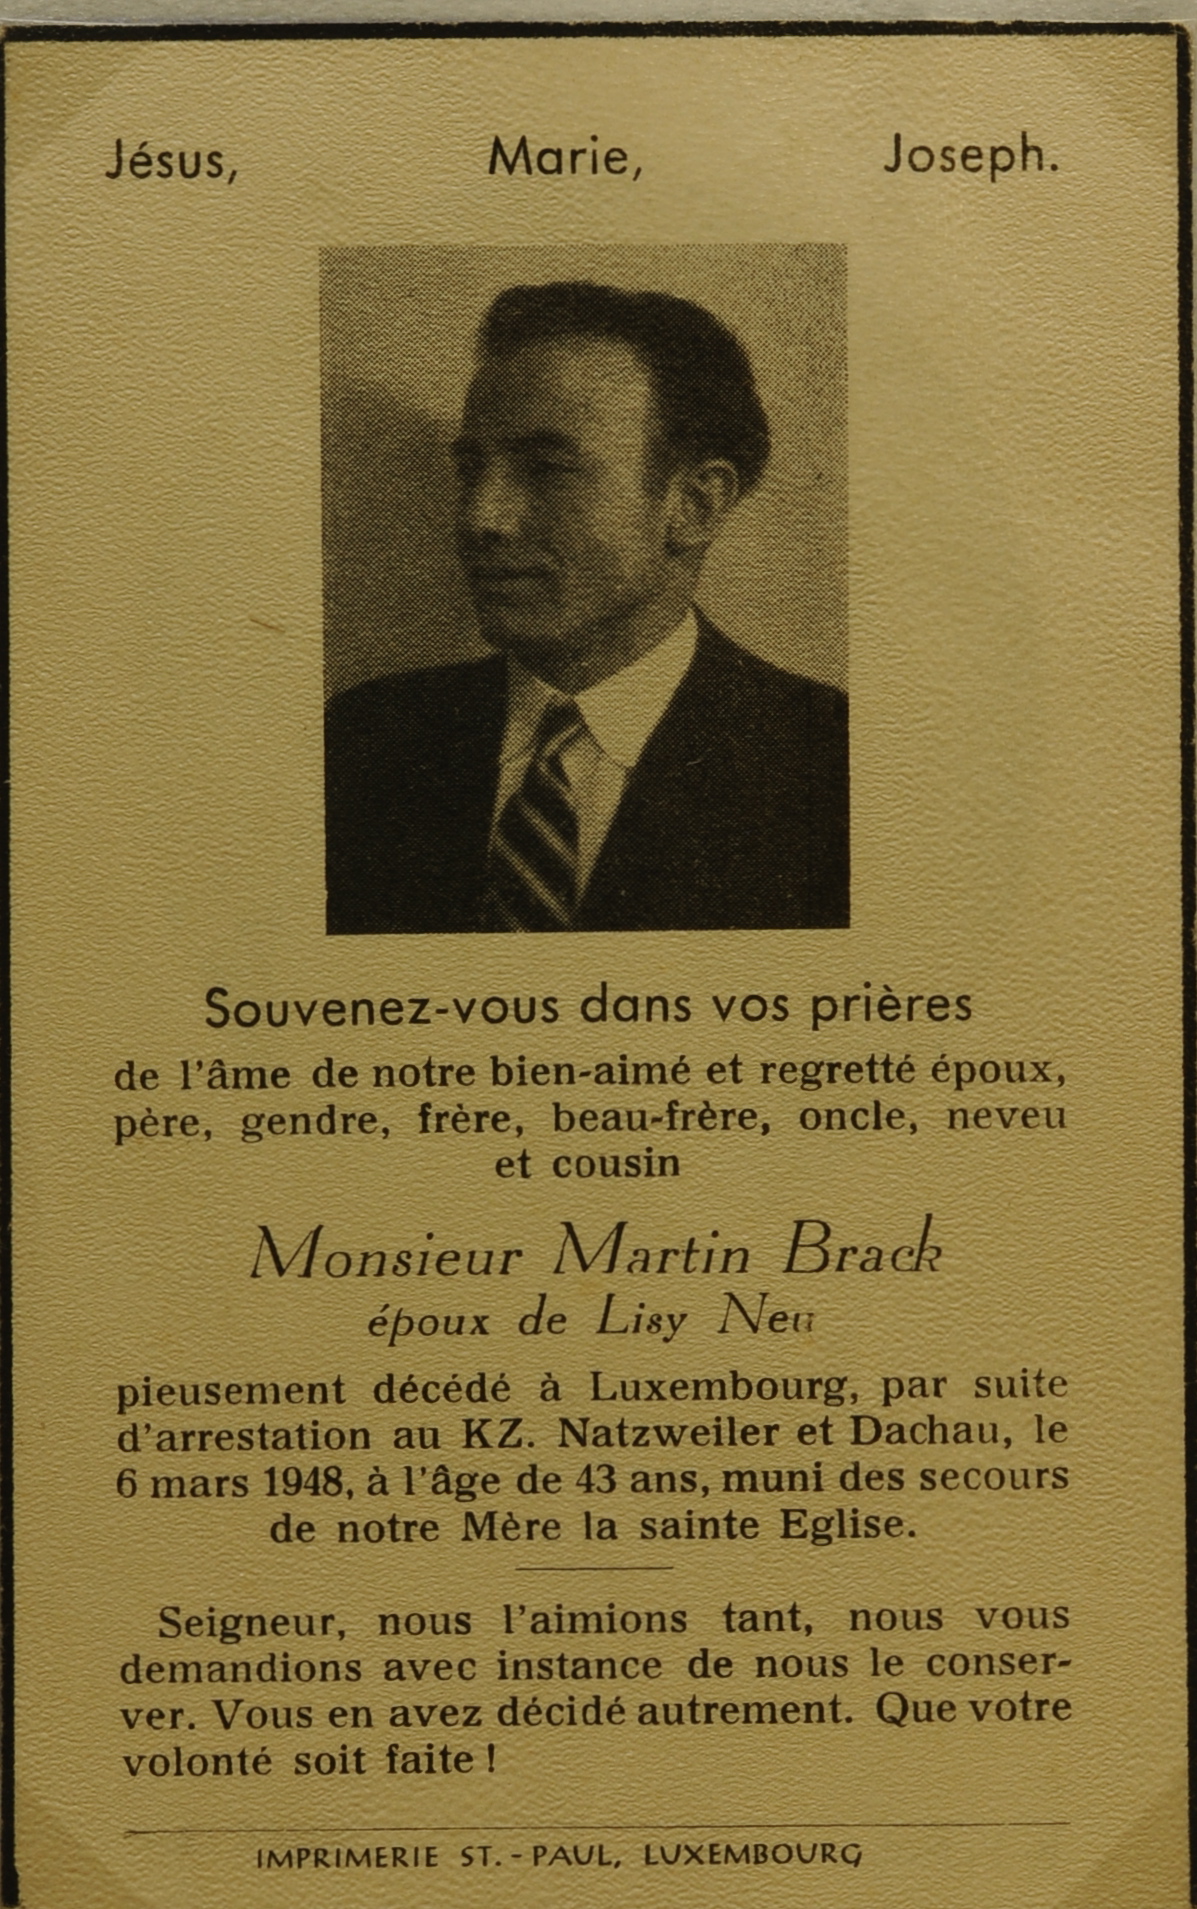 Jésus, Marie, Joseph.
Souvenez-vous dans vos prières
de l'âme de notre bien-aimé et regretté époux,
père, gendre, frère, beau-frère, oncle, neveu
et cousin
Monsieur Martin Brack
époux de Lisy Neu
pieusement décédé à Luxembourg, par suite
d'arrestation au KZ. Natzweiler et Dachau, le
6 mars 1948, à l'âge de 43 ans, muni des secours
de notre Mère la sainte Eglise.
Seigneur, nous l'aimions tant, nous vous
demandions avec instance de nous le conser-
ver. Vous en avez décidé autrement. Que votre
volonté soit faite !
IMPRIMERIE ST.-PAUL, LUXEMBOURG